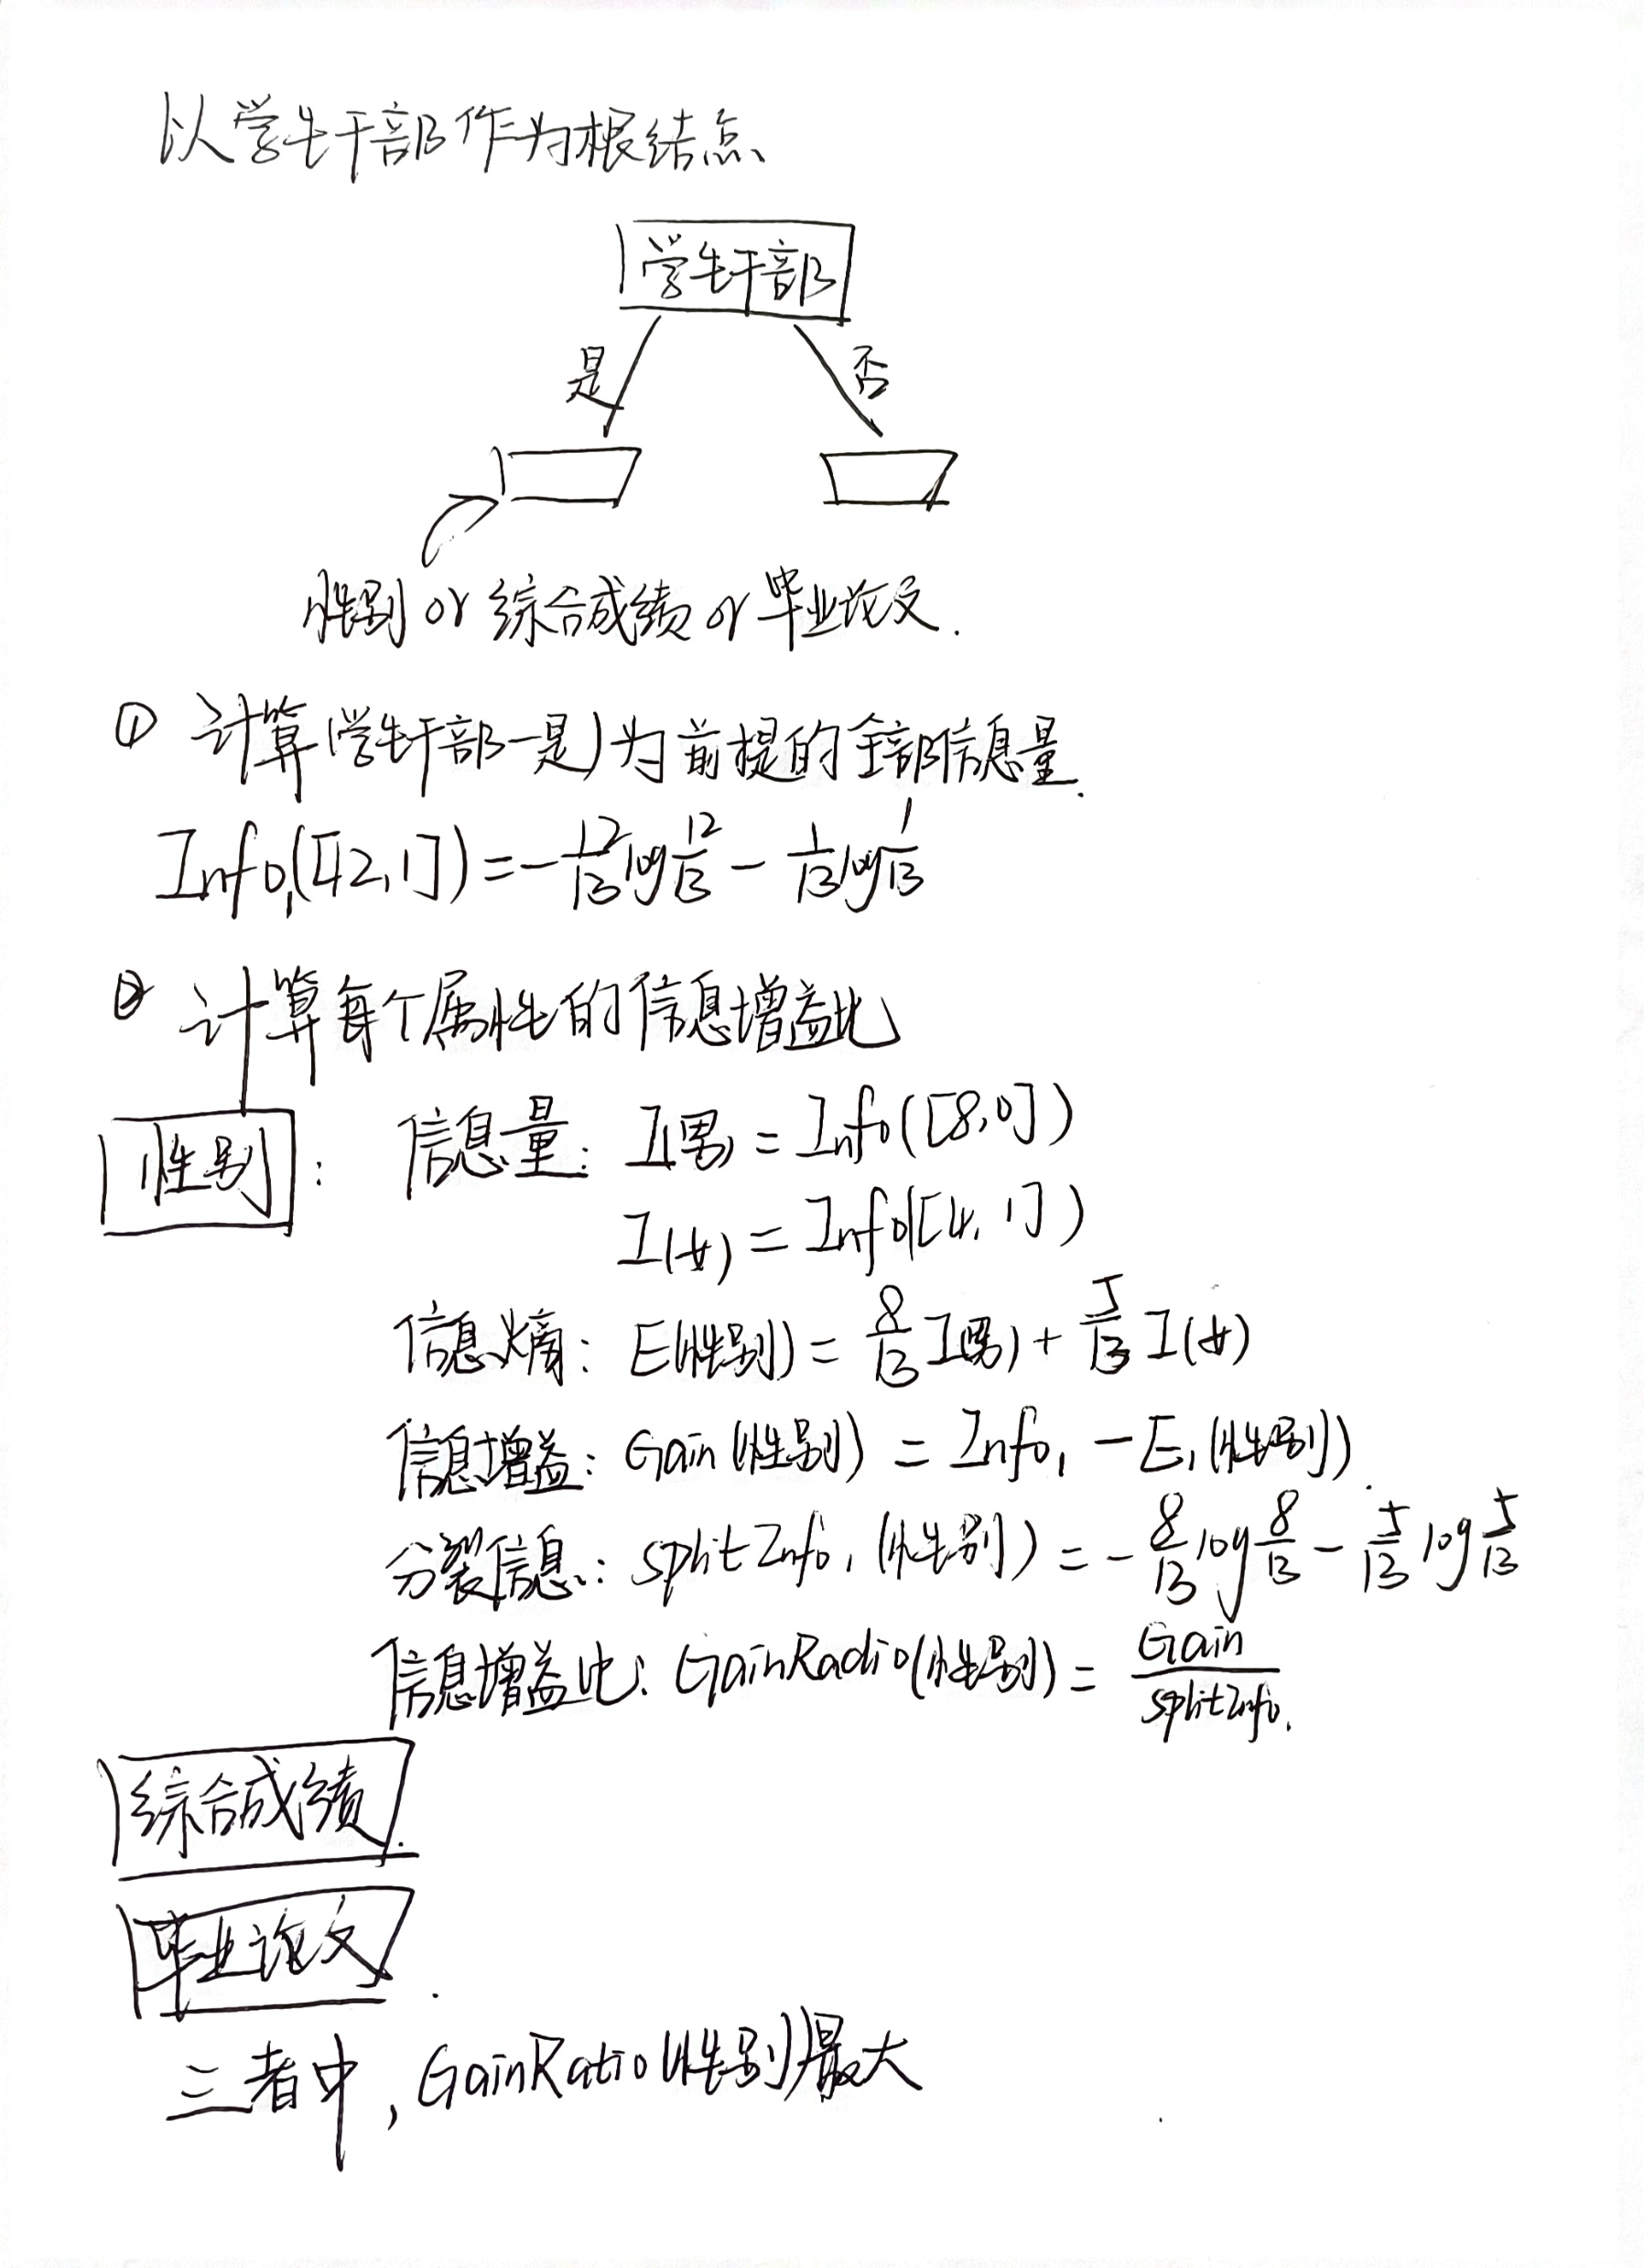 以学生干部作为根结点
学生干部
是 否
性别 or 综合成绩 or 毕业论文.
① 计算(学生干部—是)为前提的全部信息量.
Info₁([12,1]) = -12/13 log 12/13 - 1/13 log 1/13
② 计算每个属性的信息增益比
性别: 信息量: I(男) = Info([8,0])
I(女) = Info([4,1])
信息熵: E(性别) = 8/13 I(男) + 5/13 I(女)
信息增益: Gain(性别) = Info₁ - E₁(性别).
分裂信息: SplitInfo₁(性别) = -8/13 log 8/13 - 5/13 log 5/13
信息增益比: GainRadio(性别) = Gain/SplitInfo.
综合成绩.
毕业论文.
三者中, GainRatio(性别)最大